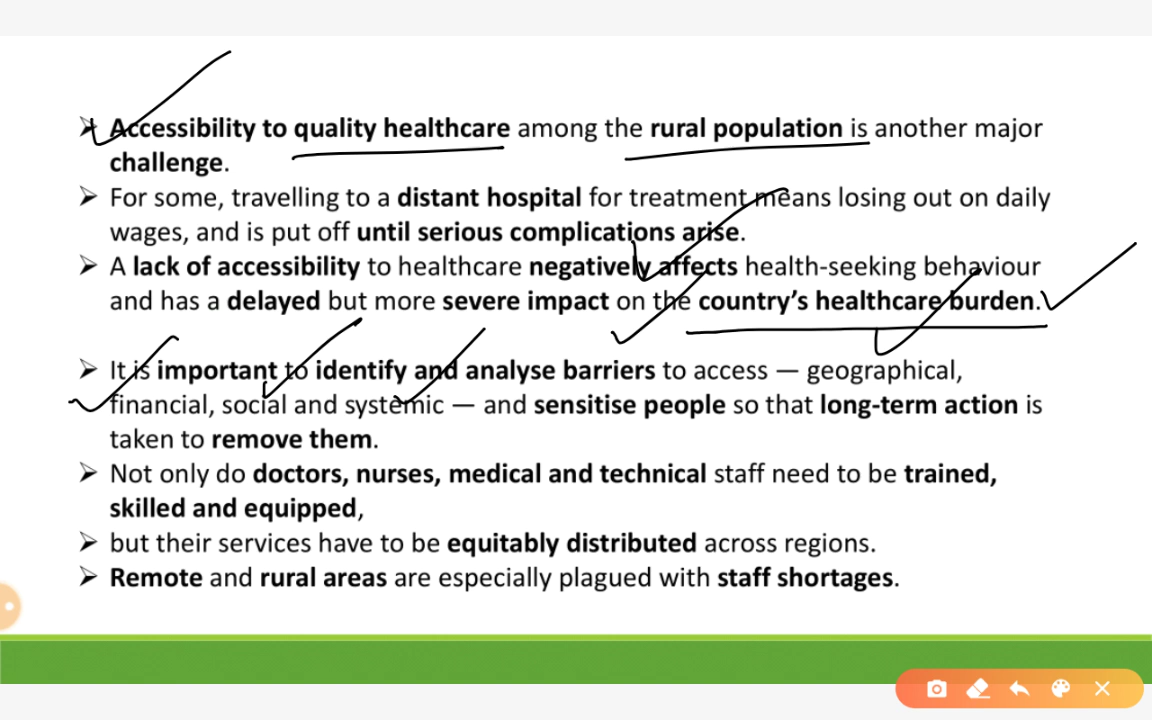 ➢ Accessibility to quality healthcare among the rural population is another major
challenge.
➢ For some, travelling to a distant hospital for treatment means losing out on daily
wages, and is put off until serious complications arise.
➢ A lack of accessibility to healthcare negatively affects health-seeking behaviour
and has a delayed but more severe impact on the country’s healthcare burden.
➢ It is important to identify and analyse barriers to access — geographical,
financial, social and systemic — and sensitise people so that long-term action is
taken to remove them.
➢ Not only do doctors, nurses, medical and technical staff need to be trained,
skilled and equipped,
➢ but their services have to be equitably distributed across regions.
➢ Remote and rural areas are especially plagued with staff shortages.